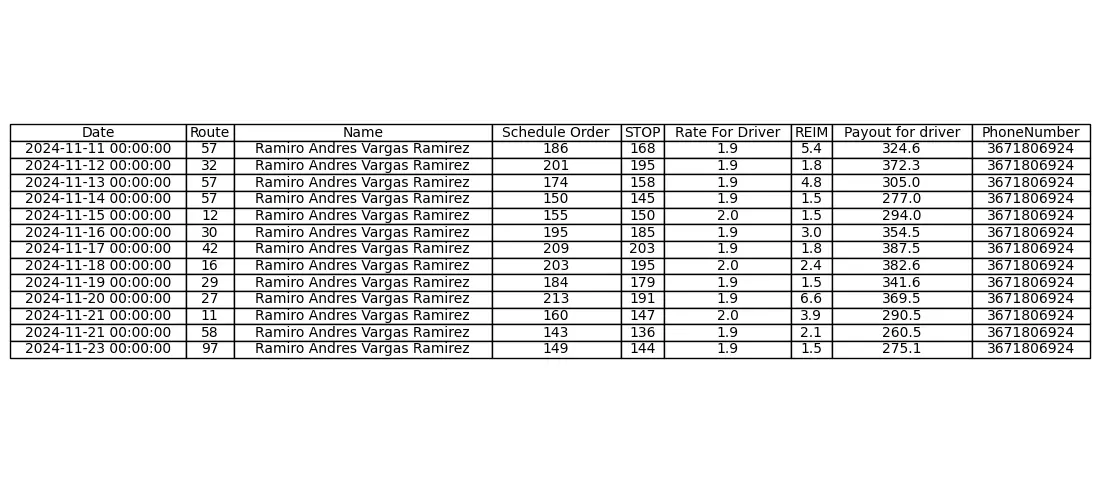 Date Route Name Schedule Order STOP Rate For Driver REIM Payout for driver PhoneNumber
2024-11-11 00:00:00 57 Ramiro Andres Vargas Ramirez 186 168 1.9 5.4 324.6 3671806924
2024-11-12 00:00:00 32 Ramiro Andres Vargas Ramirez 201 195 1.9 1.8 372.3 3671806924
2024-11-13 00:00:00 57 Ramiro Andres Vargas Ramirez 174 158 1.9 4.8 305.0 3671806924
2024-11-14 00:00:00 57 Ramiro Andres Vargas Ramirez 150 145 1.9 1.5 277.0 3671806924
2024-11-15 00:00:00 12 Ramiro Andres Vargas Ramirez 155 150 2.0 1.5 294.0 3671806924
2024-11-16 00:00:00 30 Ramiro Andres Vargas Ramirez 195 185 1.9 3.0 354.5 3671806924
2024-11-17 00:00:00 42 Ramiro Andres Vargas Ramirez 209 203 1.9 1.8 387.5 3671806924
2024-11-18 00:00:00 16 Ramiro Andres Vargas Ramirez 203 195 2.0 2.4 382.6 3671806924
2024-11-19 00:00:00 29 Ramiro Andres Vargas Ramirez 184 179 1.9 1.5 341.6 3671806924
2024-11-20 00:00:00 27 Ramiro Andres Vargas Ramirez 213 191 1.9 6.6 369.5 3671806924
2024-11-21 00:00:00 11 Ramiro Andres Vargas Ramirez 160 147 2.0 3.9 290.5 3671806924
2024-11-21 00:00:00 58 Ramiro Andres Vargas Ramirez 143 136 1.9 2.1 260.5 3671806924
2024-11-23 00:00:00 97 Ramiro Andres Vargas Ramirez 149 144 1.9 1.5 275.1 3671806924